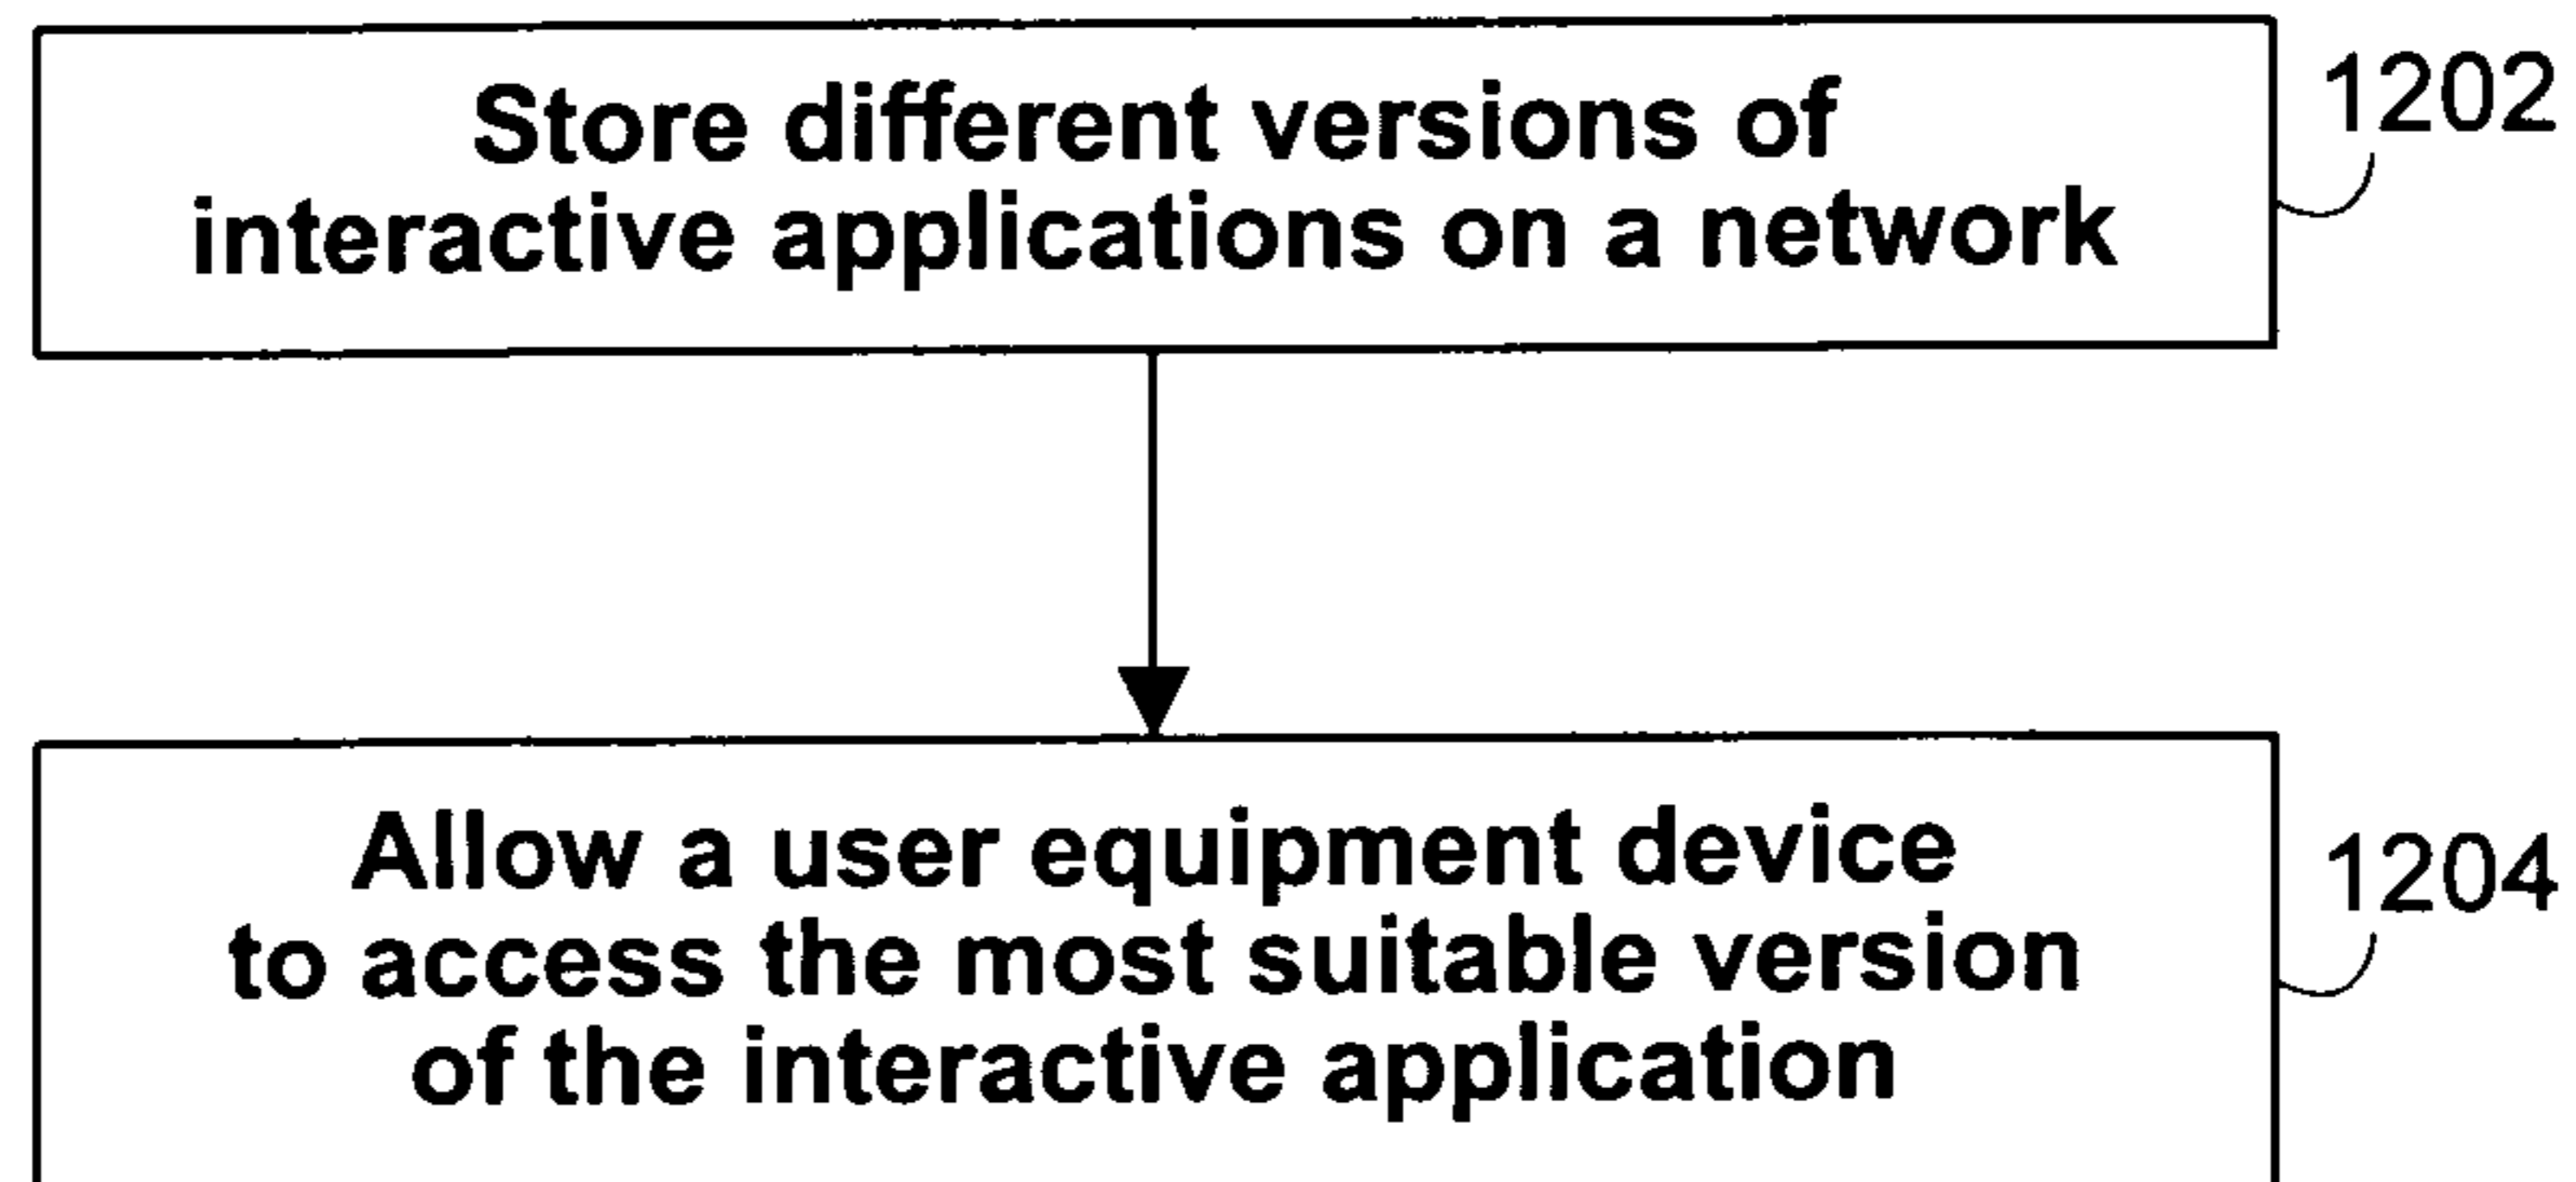 Store different versions of
interactive applications on a network
1202
Allow a user equipment device
to access the most suitable version
of the interactive application
1204